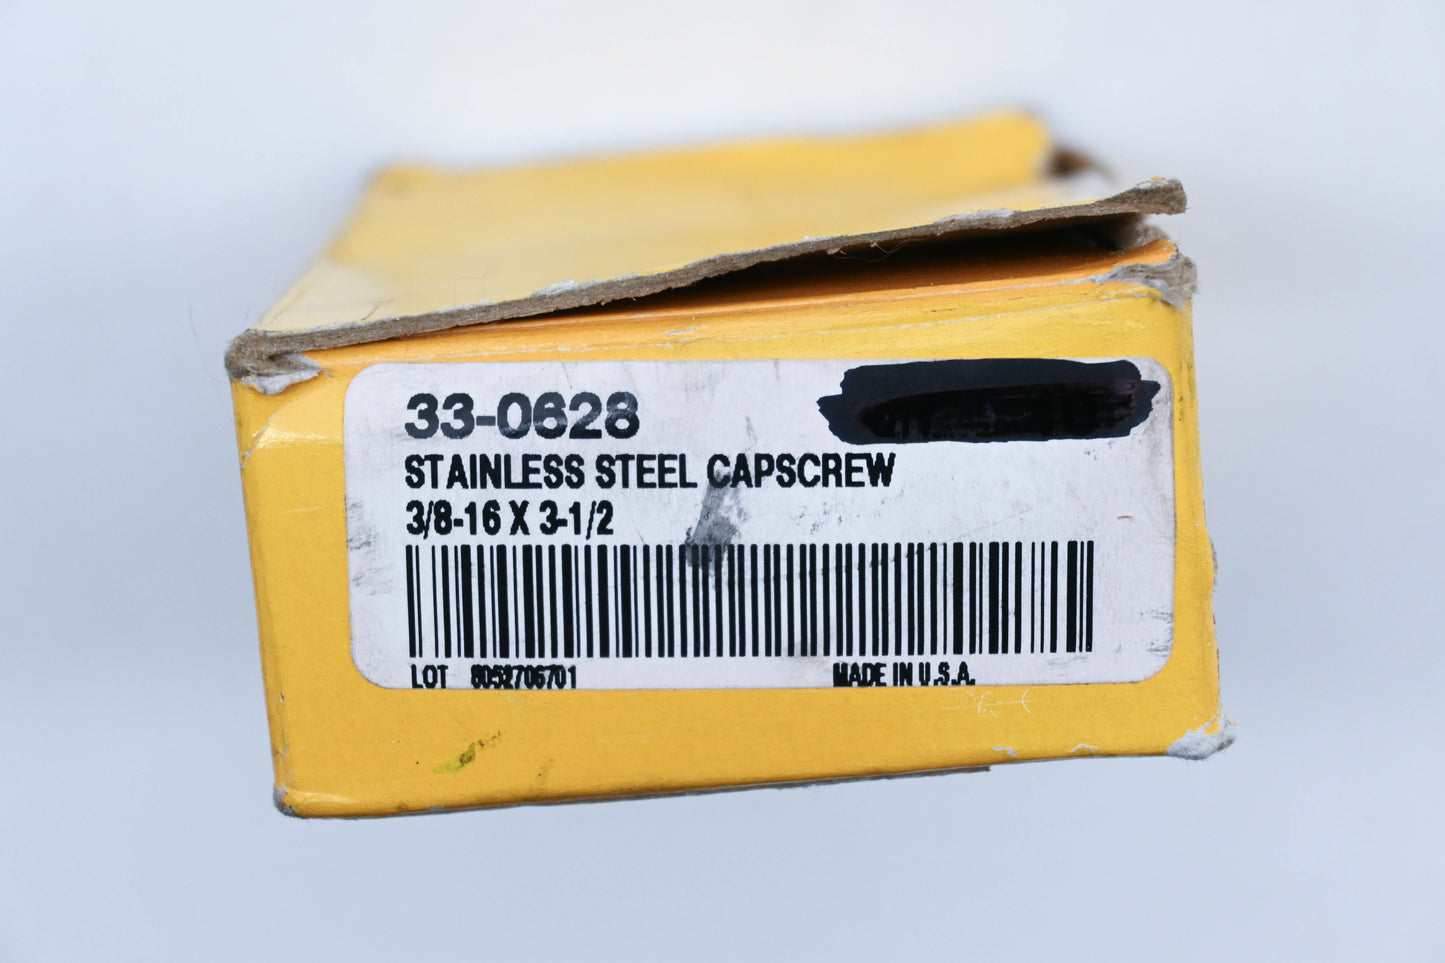 33-0628
STAINLESS STEEL CAPSCREW
3/8-16 X 3-1/2
LOT 8052706701
MADE IN U.S.A.